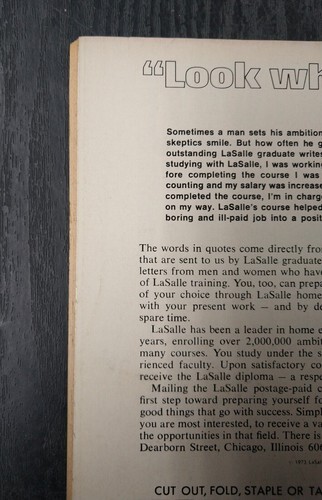 “Look wh
Sometimes a man sets his ambition
skeptics smile. But how often he g
outstanding LaSalle graduate writes
studying with LaSalle, I was workin
fore completing the course I was
counting and my salary was increase
completed the course, I'm in charg
on my way. LaSalle's course helped
boring and ill-paid job into a posit
The words in quotes come directly fro
that are sent to us by LaSalle graduate
letters from men and women who have
of LaSalle training. You, too, can prepa
of your choice through LaSalle home
with your present work – and by de
spare time.
LaSalle has been a leader in home e
years, enrolling over 2,000,000 ambit
many courses. You study under the s
rienced faculty. Upon satisfactory co
receive the LaSalle diploma – a respe
Mailing the LaSalle postage-paid c
first step toward preparing yourself fo
good things that go with success. Simpl
you are most interested, to receive a va
the opportunities in that field. There is
Dearborn Street, Chicago, Illinois 606
© 1975 LaSal
CUT OUT, FOLD, STAPLE OR TA